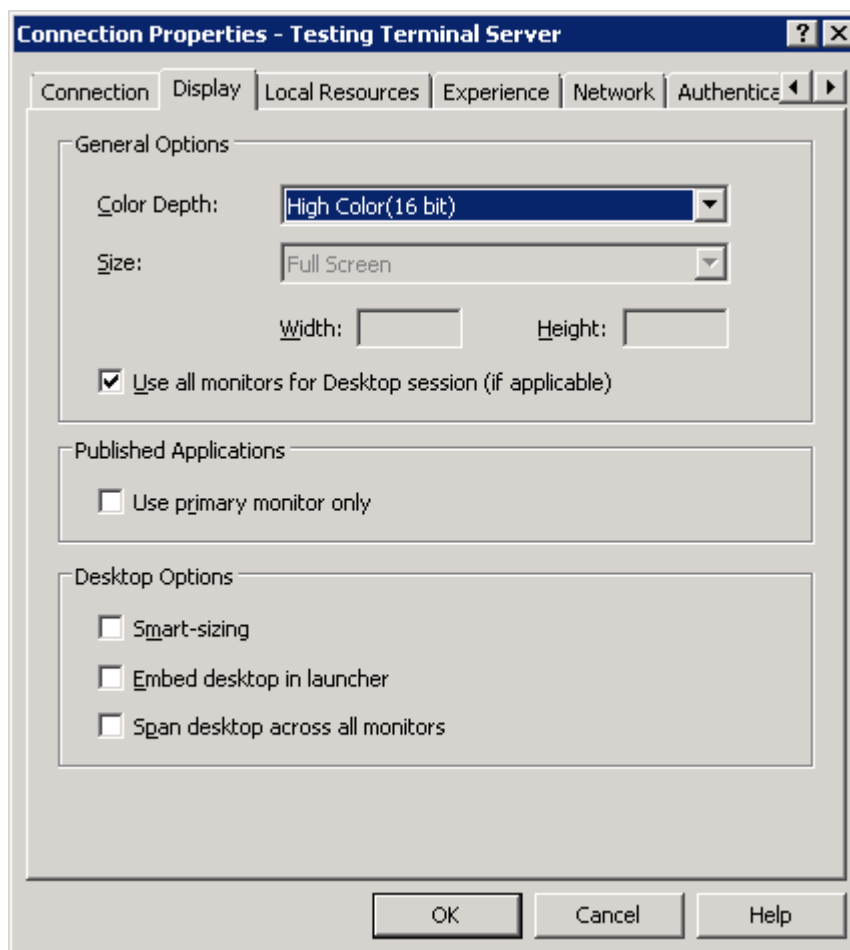 Connection Properties - Testing Terminal Server
Connection Display Local Resources Experience Network Authentica
General Options
Color Depth: High Color(16 bit)
Size: Full Screen
Width: Height:
Use all monitors for Desktop session (if applicable)
Published Applications
Use primary monitor only
Desktop Options
Smart-sizing
Embed desktop in launcher
Span desktop across all monitors
OK Cancel Help